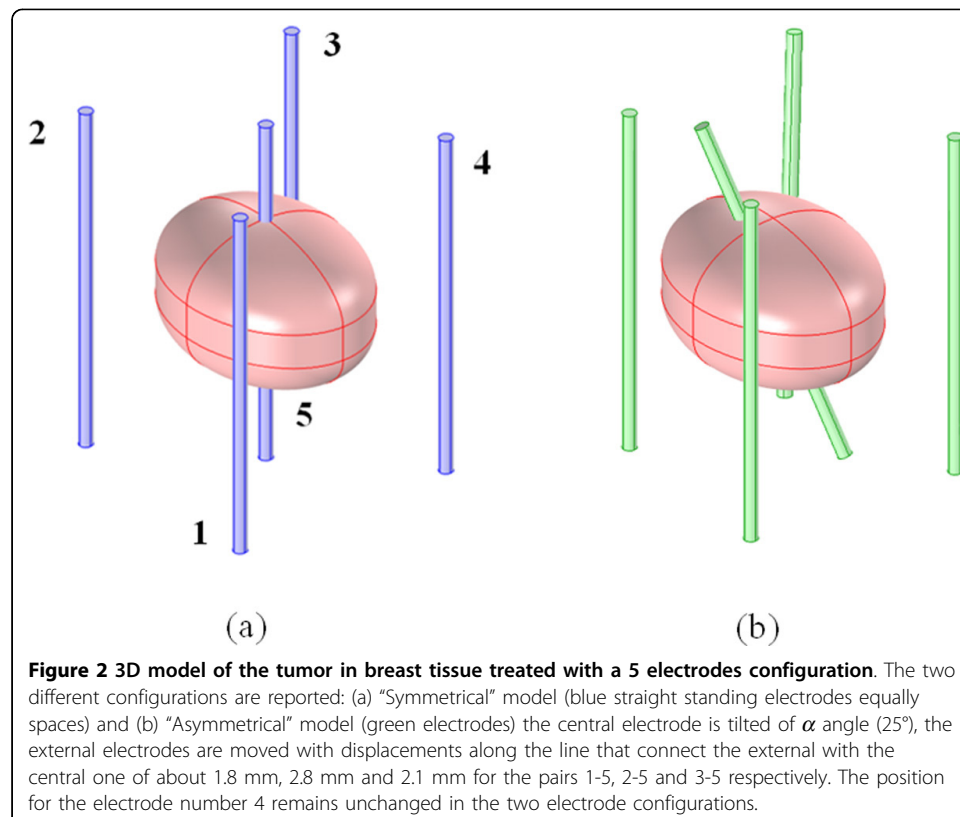 3
2
4
5
1
(a)
(b)
Figure 2 3D model of the tumor in breast tissue treated with a 5 electrodes configuration. The two
different configurations are reported: (a) “Symmetrical” model (blue straight standing electrodes equally
spaces) and (b) “Asymmetrical” model (green electrodes) the central electrode is tilted of α angle (25°), the
external electrodes are moved with displacements along the line that connect the external with the
central one of about 1.8 mm, 2.8 mm and 2.1 mm for the pairs 1-5, 2-5 and 3-5 respectively. The position
for the electrode number 4 remains unchanged in the two electrode configurations.